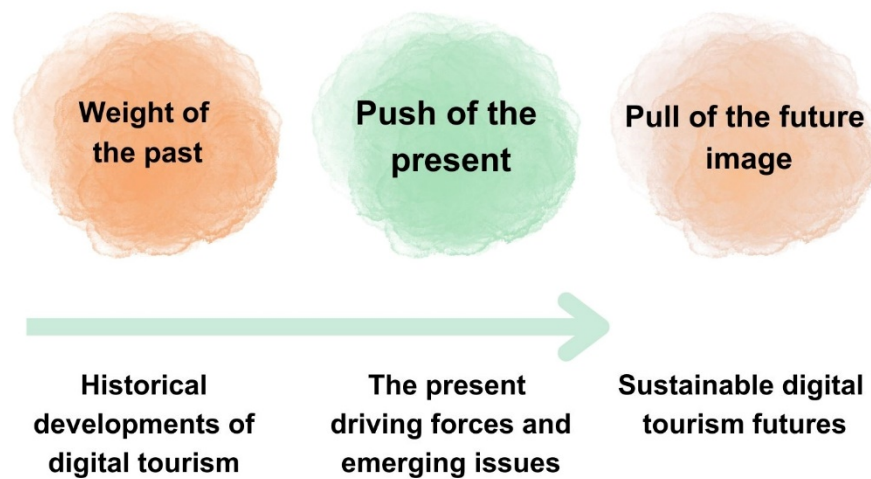 Weight of
the past
Push of the
present
Pull of the future
image
Historical
developments of
digital tourism
The present
driving forces and
emerging issues
Sustainable digital
tourism futures